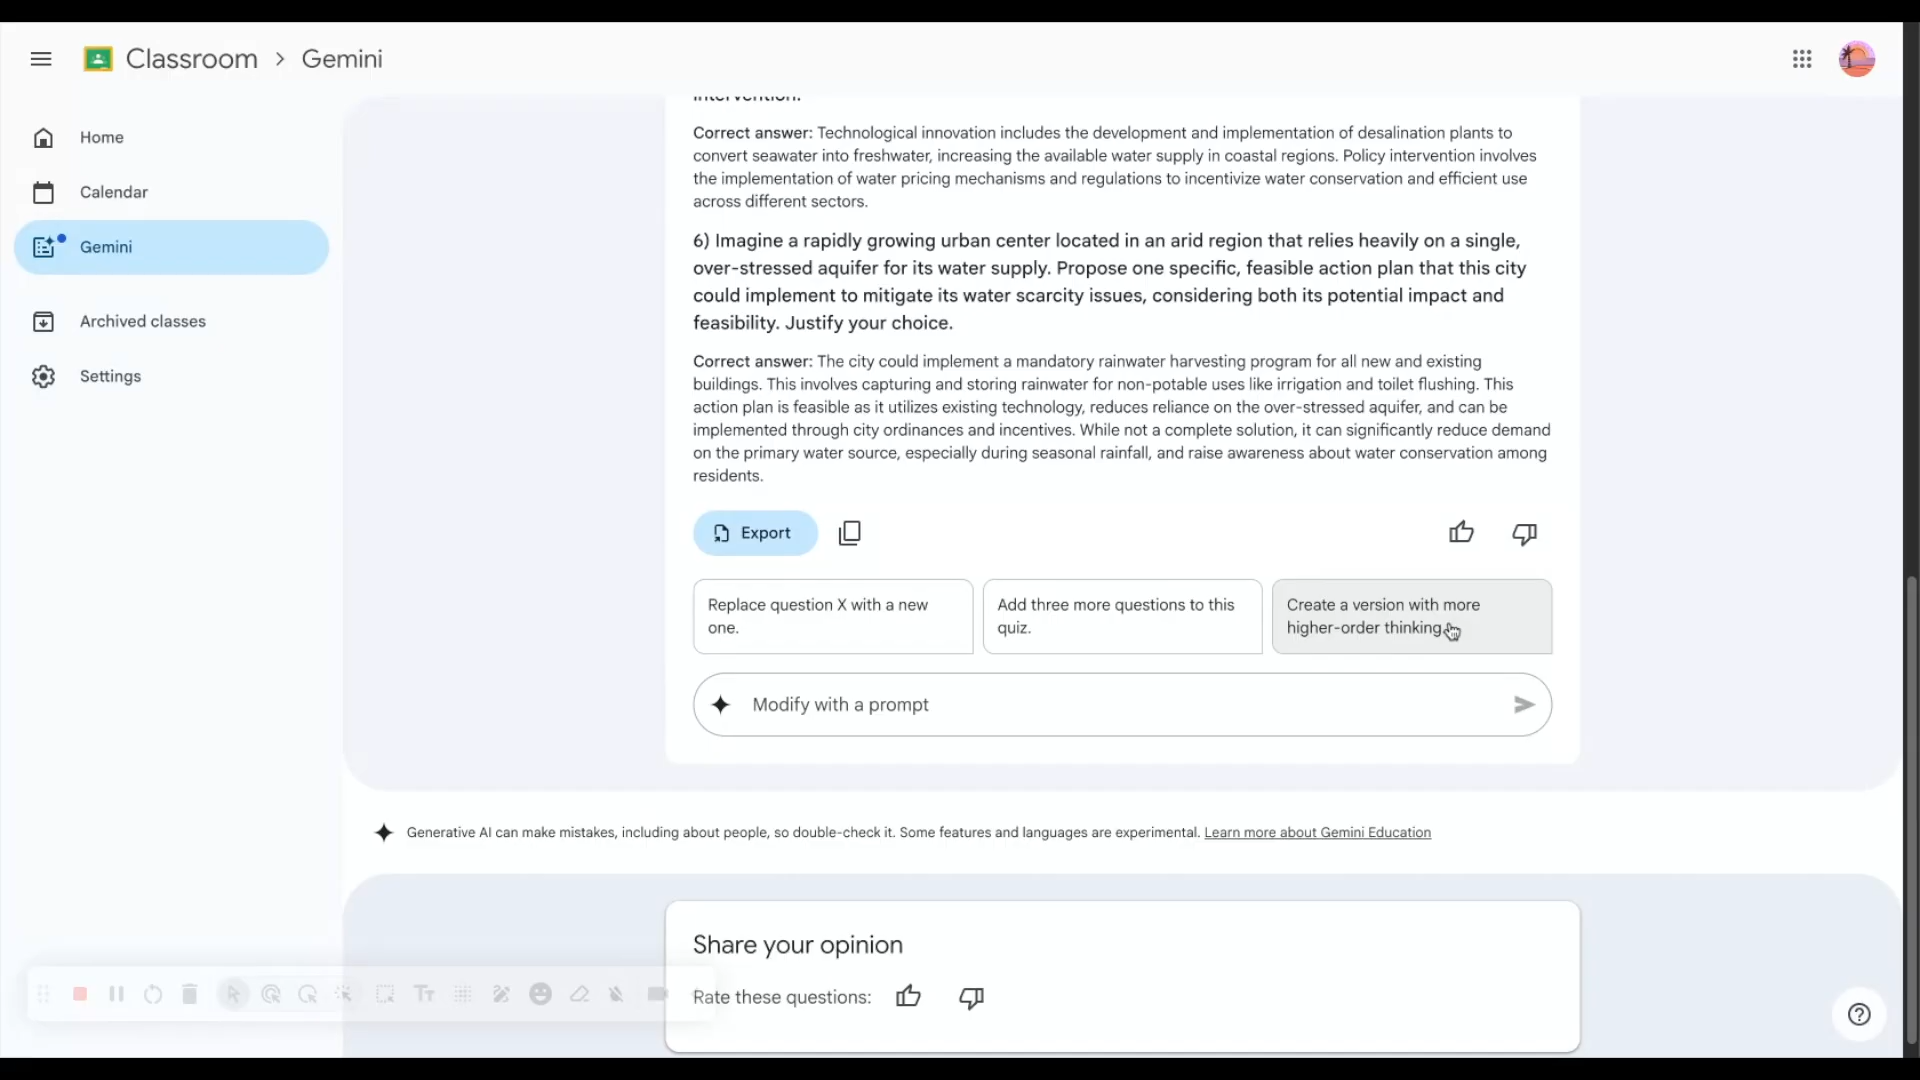 Classroom > Gemini
Home
Calendar
Gemini
Archived classes
Settings
intervention.
Correct answer: Technological innovation includes the development and implementation of desalination plants to
convert seawater into freshwater, increasing the available water supply in coastal regions. Policy intervention involves
the implementation of water pricing mechanisms and regulations to incentivize water conservation and efficient use
across different sectors.
6) Imagine a rapidly growing urban center located in an arid region that relies heavily on a single,
over-stressed aquifer for its water supply. Propose one specific, feasible action plan that this city
could implement to mitigate its water scarcity issues, considering both its potential impact and
feasibility. Justify your choice.
Correct answer: The city could implement a mandatory rainwater harvesting program for all new and existing
buildings. This involves capturing and storing rainwater for non-potable uses like irrigation and toilet flushing. This
action plan is feasible as it utilizes existing technology, reduces reliance on the over-stressed aquifer, and can be
implemented through city ordinances and incentives. While not a complete solution, it can significantly reduce demand
on the primary water source, especially during seasonal rainfall, and raise awareness about water conservation among
residents.
Export
Replace question X with a new
one.
Add three more questions to this
quiz.
Create a version with more
higher-order thinking
Modify with a prompt
Generative AI can make mistakes, including about people, so double-check it. Some features and languages are experimental. Learn more about Gemini Education
Share your opinion
Tт
Rate these questions: